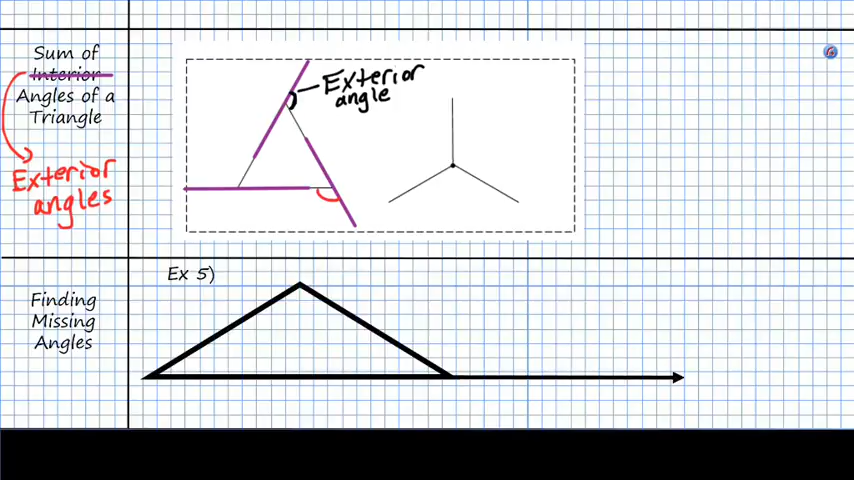 Sum of
Interior
Angles of a
Triangle
Exterior
angles
Exterior
angle
Ex 5)
Finding
Missing
Angles